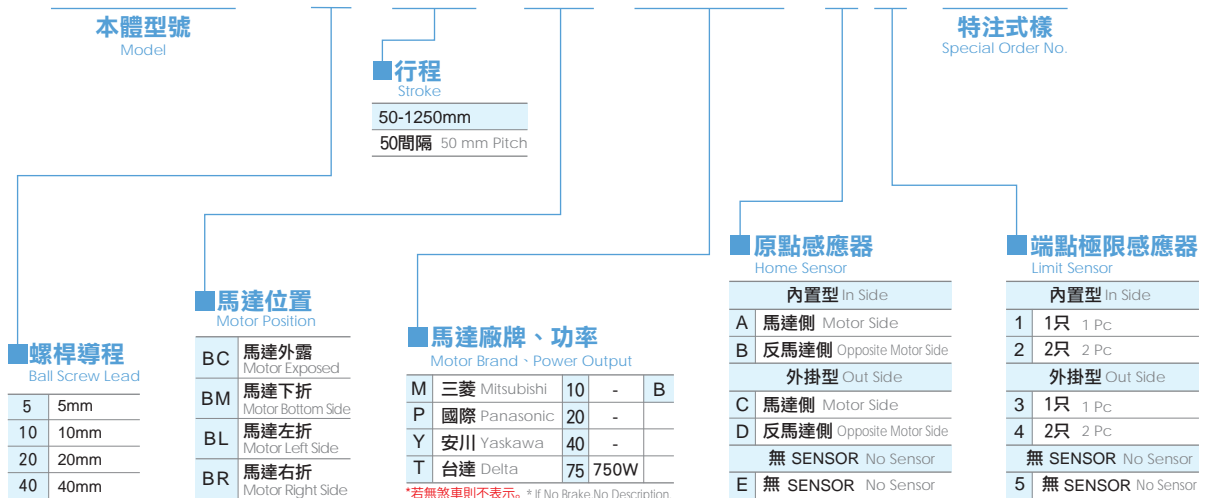 本體型號
Model
特注式樣
Special Order No.
行程
Stroke
50-1250mm
50間隔 50 mm Pitch
螺桿導程
Ball Screw Lead
5 5mm
10 10mm
20 20mm
40 40mm
馬達位置
Motor Position
BC 馬達外露
Motor Exposed
BM 馬達下折
Motor Bottom Side
BL 馬達左折
Motor Left Side
BR 馬達右折
Motor Right Side
馬達廠牌、功率
Motor Brand、Power Output
M 三菱 Mitsubishi 10 - B
P 國際 Panasonic 20 -
Y 安川 Yaskawa 40 -
T 台達 Delta 75 750W
*若無煞車則不表示。* If No Brake,No Description.
原點感應器
Home Sensor
內置型 In Side
A 馬達側 Motor Side
B 反馬達側 Opposite Motor Side
外掛型 Out Side
C 馬達側 Motor Side
D 反馬達側 Opposite Motor Side
無 SENSOR No Sensor
E 無 SENSOR No Sensor
端點極限感應器
Limit Sensor
內置型 In Side
1 1只 1 Pc
2 2只 2 Pc
外掛型 Out Side
3 1只 1 Pc
4 2只 2 Pc
無 SENSOR No Sensor
5 無 SENSOR No Sensor